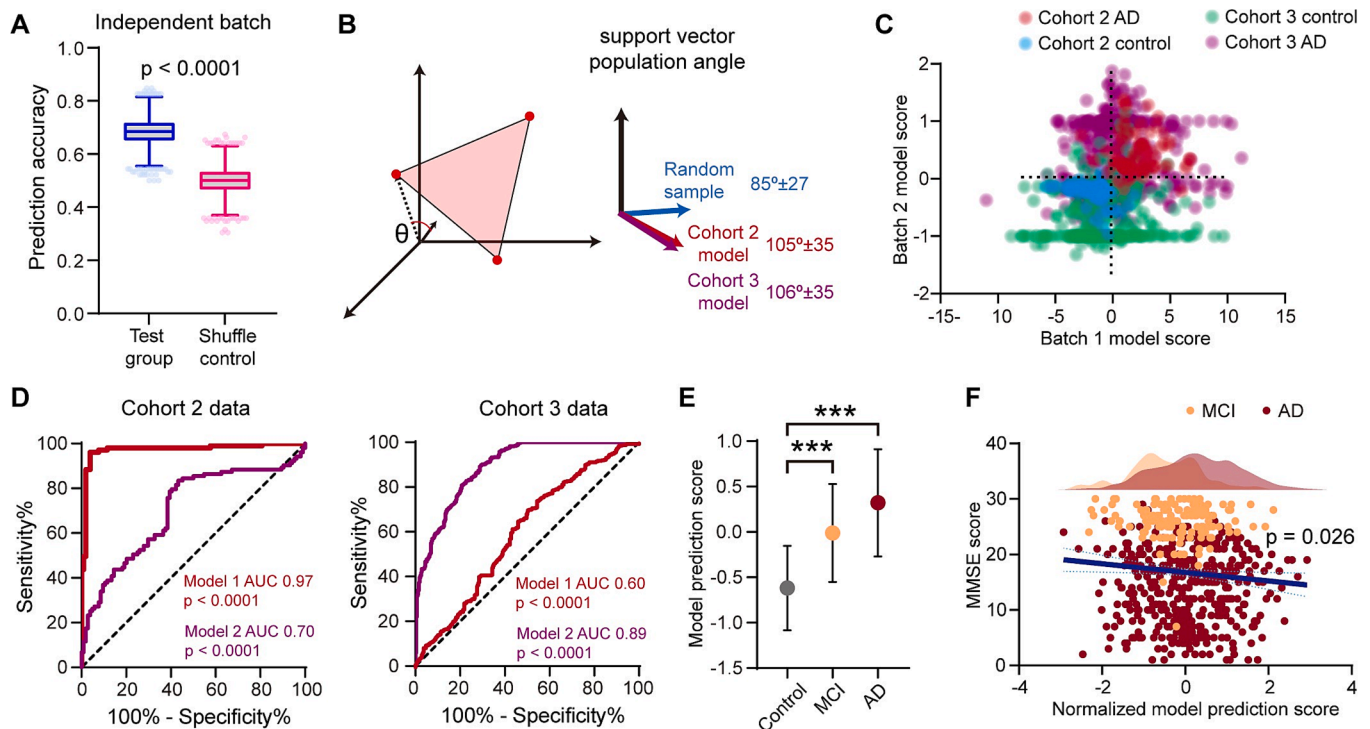 A
Independent batch
p < 0.0001
Prediction accuracy
1.0
0.8
0.6
0.4
0.2
0.0
Test
group
Shuffle
control
B
support vector
population angle
θ
Random
sample
85º±27
Cohort 2
model
105º±35
Cohort 3
model
106º±35
C
Cohort 2 AD
Cohort 3 control
Cohort 2 control
Cohort 3 AD
Batch 2 model score
2
1
0
-1
-2
-15-
10
-5
0
5
10
15
Batch 1 model score
D
Cohort 2 data
Sensitivity%
100
80
60
40
20
0
Model 1 AUC 0.97
p < 0.0001
Model 2 AUC 0.70
p < 0.0001
0
20
40
60
80
100
100% - Specificity%
Cohort 3 data
Sensitivity%
100
80
60
40
20
0
Model 1 AUC 0.60
p < 0.0001
Model 2 AUC 0.89
p < 0.0001
0
20
40
60
80
100
100% - Specificity%
E
***
***
Model prediction score
1.0
0.5
0.0
-0.5
-1.0
-1.5
Control
MCi
AD
F
MCI
AD
MMSE score
40
30
20
10
0
p = 0.026
-4
-2
0
2
4
Normalized model prediction score